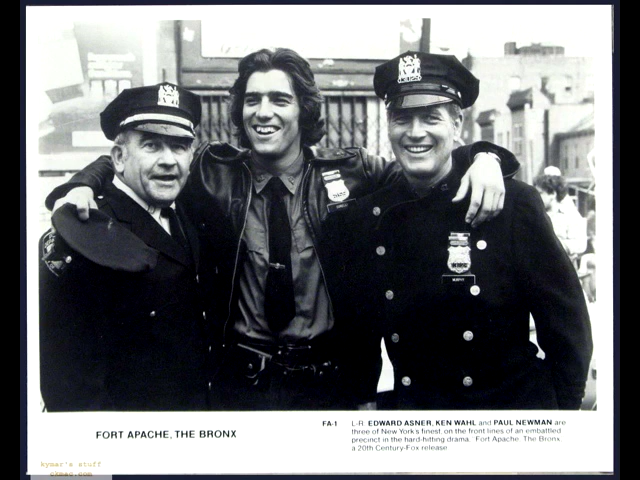 FORT APACHE, THE BRONX
FA-1 L-R: EDWARD ASNER, KEN WAHL and PAUL NEWMAN are
three of New York's finest, on the front lines of an embattled
precinct in the hard-hitting drama, "Fort Apache, The Bronx,"
a 20th Century-Fox release.
kymar's stuff
ckmac.com